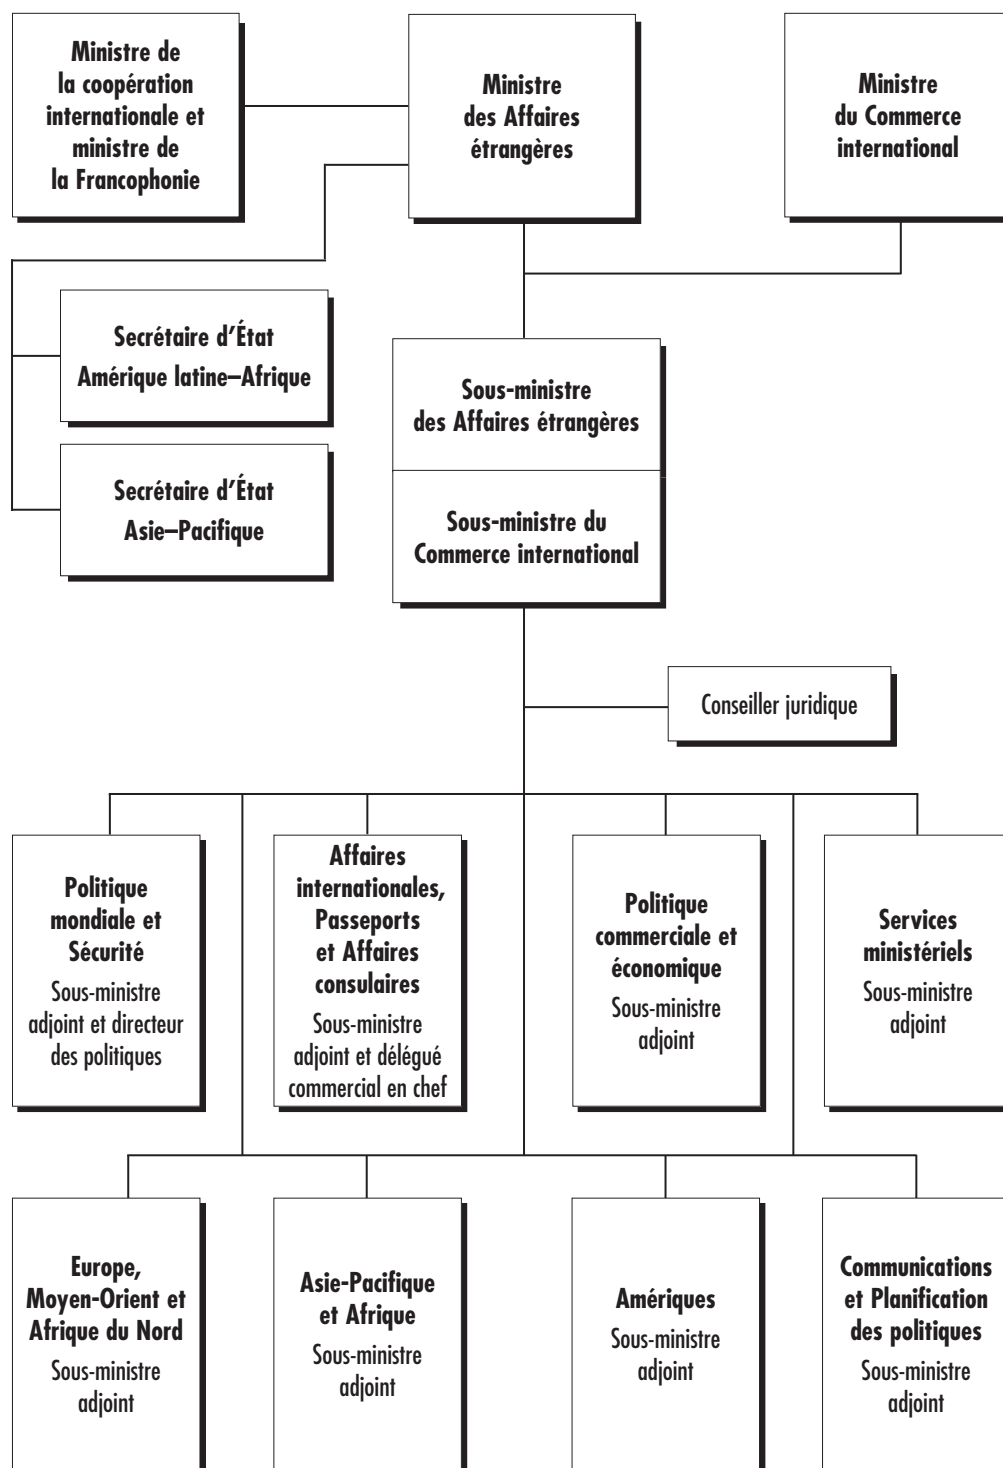 Ministre de
la coopération
internationale et
ministre de
la Francophonie
Ministre
des Affaires
étrangères
Ministre
du Commerce
international
Secrétaire d'État
Amérique latine–Afrique
Secrétaire d'État
Asie–Pacifique
Sous-ministre
des Affaires étrangères
Sous-ministre du
Commerce international
Conseiller juridique
Politique
mondiale et
Sécurité
Sous-ministre
adjoint et directeur
des politiques
Affaires
internationales,
Passeports
et Affaires
consulaires
Sous-ministre
adjoint et délégué
commercial en chef
Politique
commerciale et
économique
Sous-ministre
adjoint
Services
ministériels
Sous-ministre
adjoint
Europe,
Moyen-Orient et
Afrique du Nord
Sous-ministre
adjoint
Asie-Pacifique
et Afrique
Sous-ministre
adjoint
Amériques
Sous-ministre
adjoint
Communications
et Planification
des politiques
Sous-ministre
adjoint